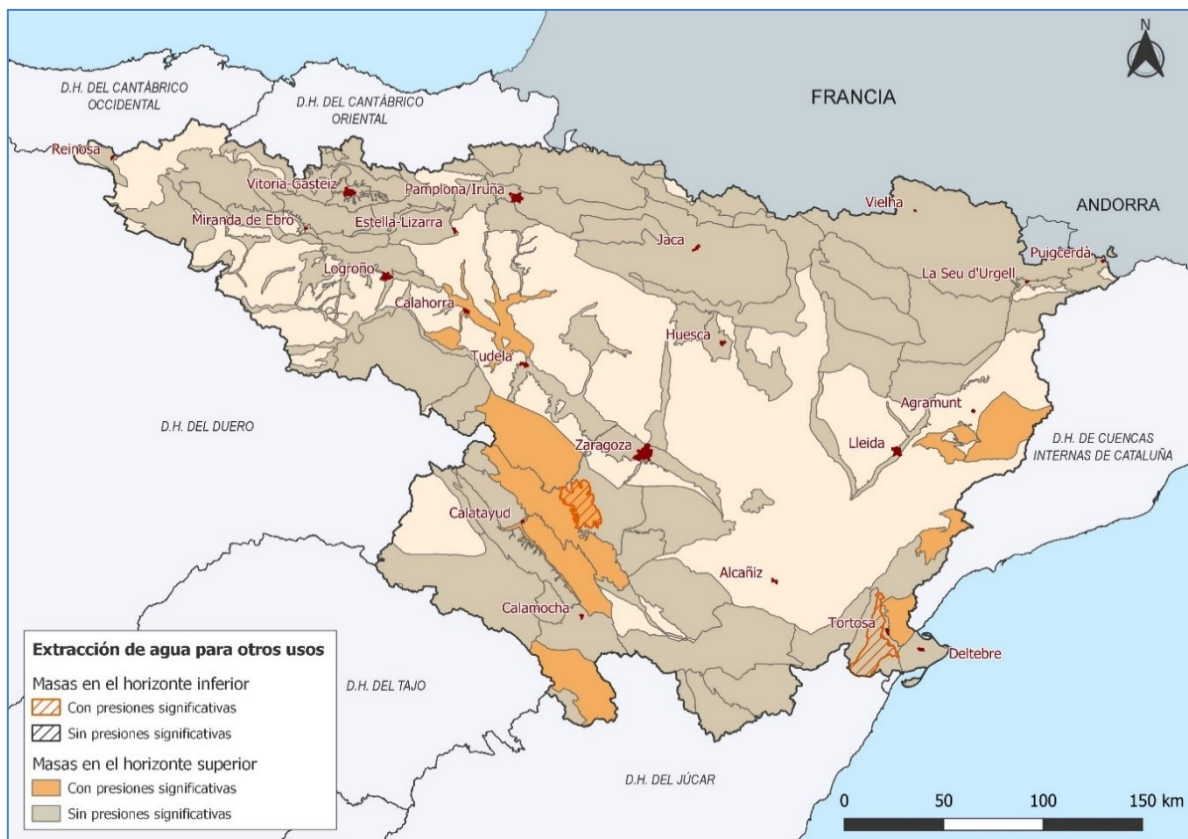 N
D.H. DEL CANTÁBRICO
OCCIDENTAL
D.H. DEL CANTÁBRICO
ORIENTAL
FRANCIA
Reinosa
Vitoria-Gasteiz
Pamplona/Iruña
Vielha
ANDORRA
Miranda de Ebro
Estella-Lizarra
Jaca
Puigcerdà
La Seu d'Urgell
Logroño
Calahorra
Huesca
Tudela
Agramunt
D.H. DEL DUERO
Zaragoza
Lleida
D.H. DE CUENCAS
INTERNAS DE CATALUÑA
Calatayud
Alcañiz
Calamocha
Tortosa
Deltebre
D.H. DEL TAJO
D.H. DEL JÚCAR
Extracción de agua para otros usos
Masas en el horizonte inferior
Con presiones significativas
Sin presiones significativas
Masas en el horizonte superior
Con presiones significativas
Sin presiones significativas
0 50 100 150 km